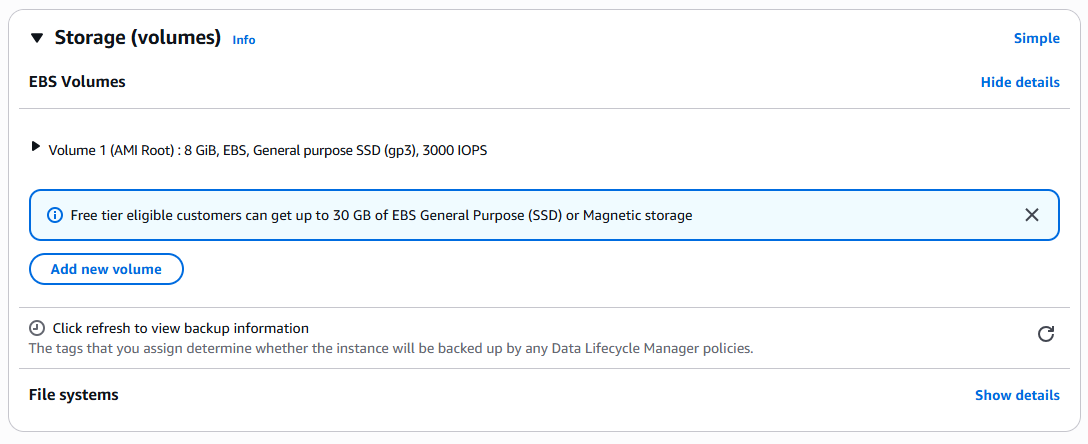 Storage (volumes) Info Simple
EBS Volumes Hide details
Volume 1 (AMI Root) : 8 GiB, EBS, General purpose SSD (gp3), 3000 IOPS
Free tier eligible customers can get up to 30 GB of EBS General Purpose (SSD) or Magnetic storage
Add new volume
Click refresh to view backup information
The tags that you assign determine whether the instance will be backed up by any Data Lifecycle Manager policies.
File systems Show details